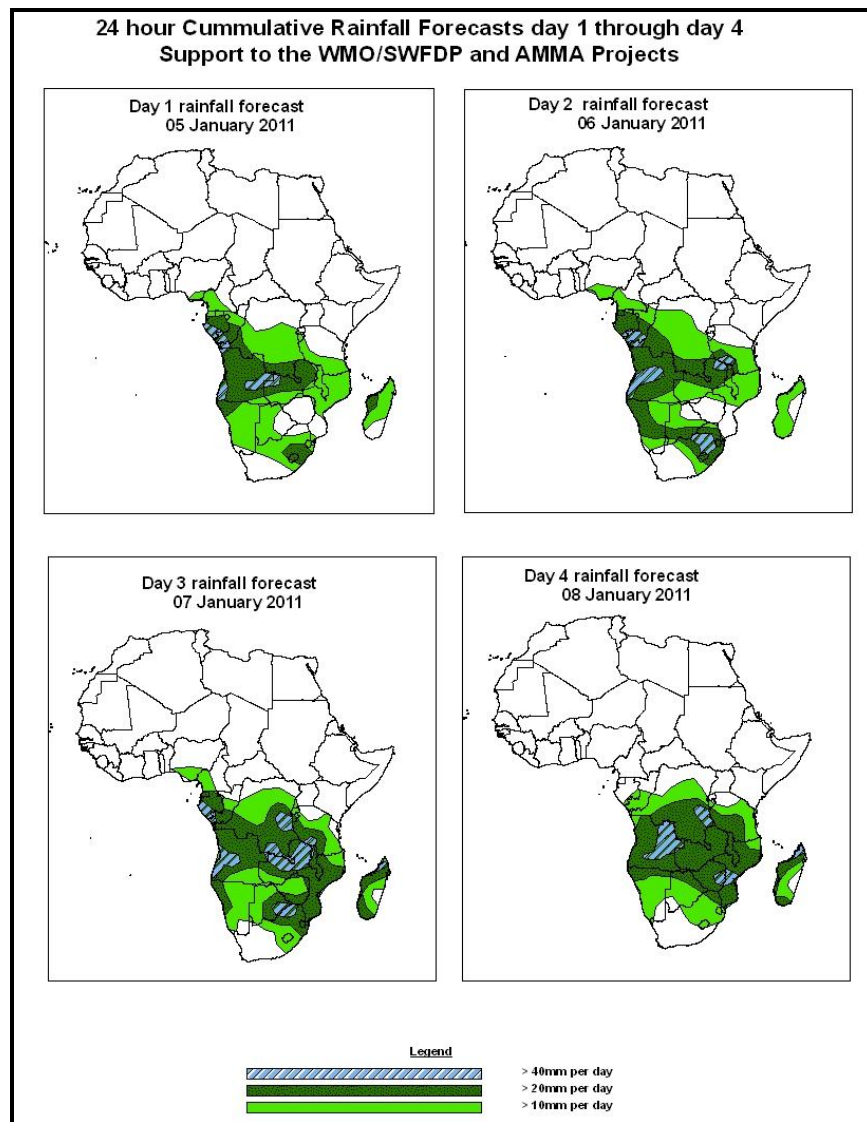 24 hour Cummulative Rainfall Forecasts day 1 through day 4
Support to the WMO/SWFDP and AMMA Projects
Day 1 rainfall forecast
05 January 2011
Day 2 rainfall forecast
06 January 2011
Day 3 rainfall forecast
07 January 2011
Day 4 rainfall forecast
08 January 2011
Legend
> 40mm per day
> 20mm per day
> 10mm per day